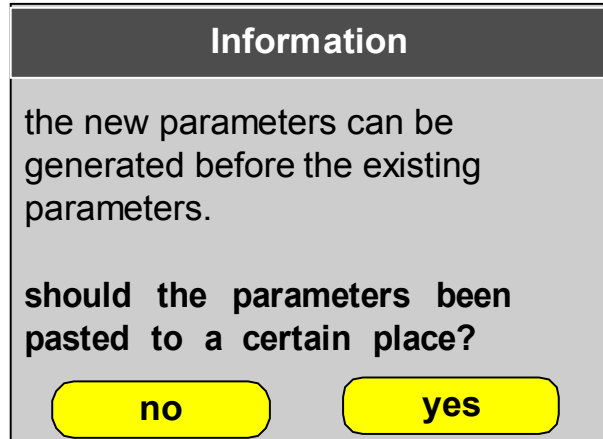 Information
the new parameters can be
generated before the existing
parameters.
should the parameters been
pasted to a certain place?
no yes